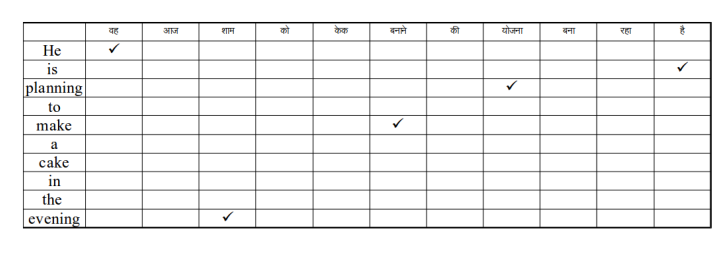 वह आज शाम को केक बनाने की योजना बना रहा है
He ✓
is ✓
planning ✓
to
make ✓
a
cake
in
the
evening ✓